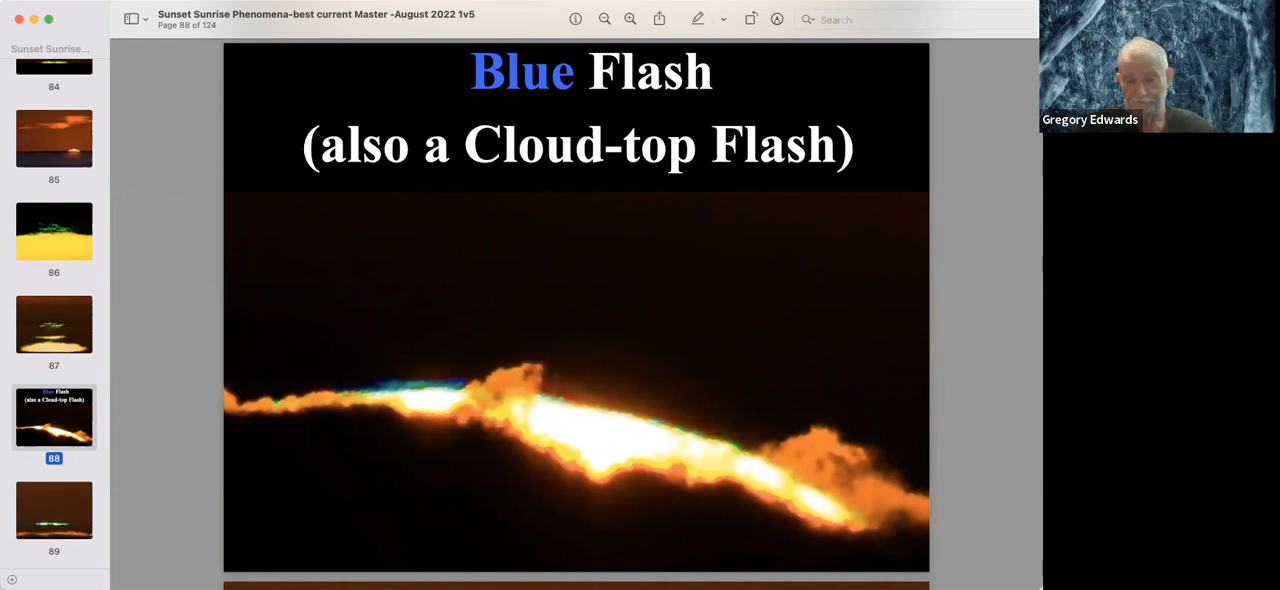 Sunset Sunrise Phenomena-best current Master -August 2022 1v5
Page 88 of 124
Search
Sunset Sunrise...
84
85
86
87
Blue Flash
(also a Cloud-top Flash)
88
89
Blue Flash
(also a Cloud-top Flash)
Gregory Edwards